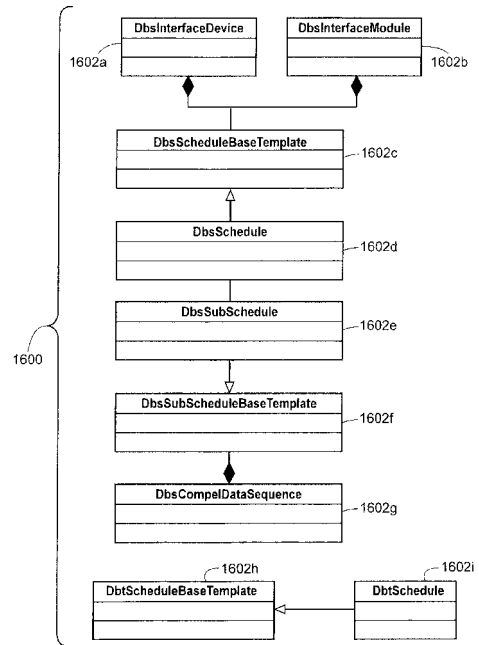 DbsInterfaceDevice
DbsInterfaceModule
1602a
1602b
DbsScheduleBaseTemplate
1602c
DbsSchedule
1602d
DbsSubSchedule
1602e
1600
DbsSubScheduleBaseTemplate
1602f
DbsCompelDataSequence
1602g
1602h
1602i
DbtScheduleBaseTemplate
DbtSchedule